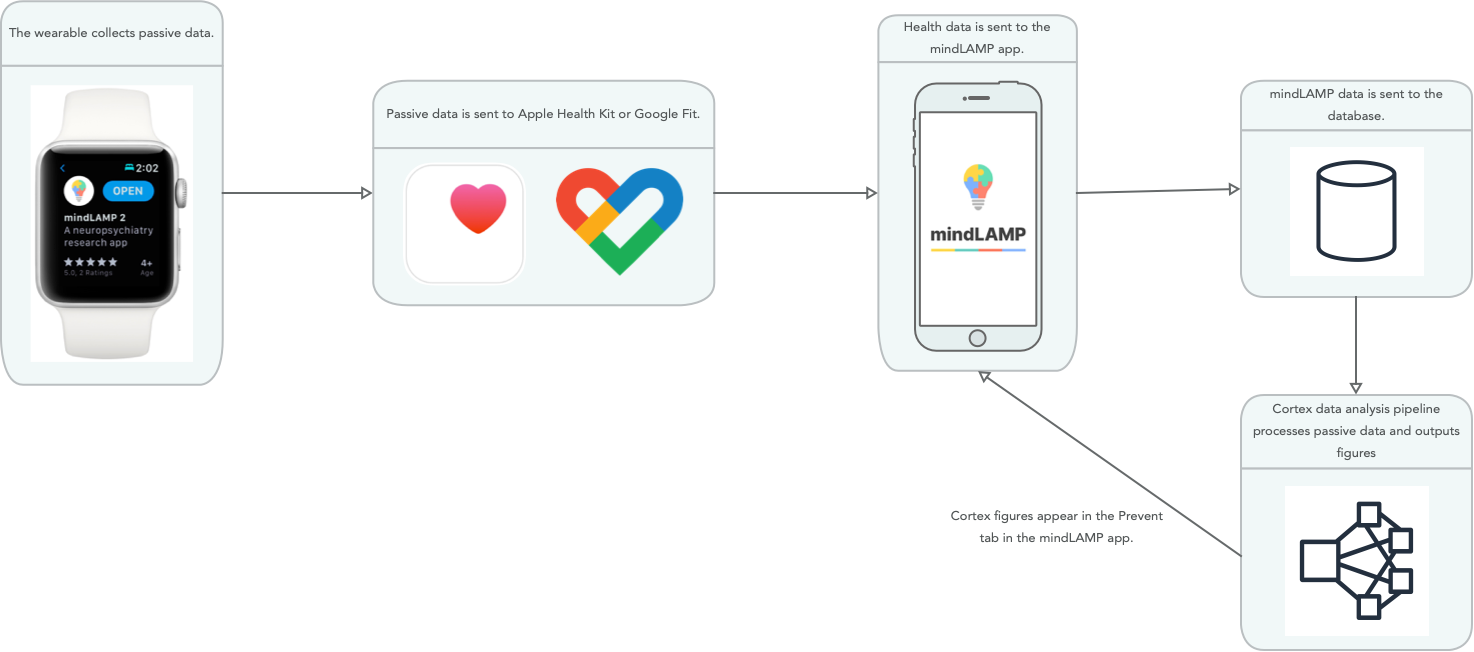 The wearable collects passive data.
2:02
OPEN
mindLAMP 2
A neuropsychiatry
research app
5.0, 2 Ratings
4+
Age
Passive data is sent to Apple Health Kit or Google Fit.
Health data is sent to the
mindLAMP app.
mindLAMP
mindLAMP data is sent to the
database.
Cortex data analysis pipeline
processes passive data and outputs
figures
Cortex figures appear in the Prevent
tab in the mindLAMP app.